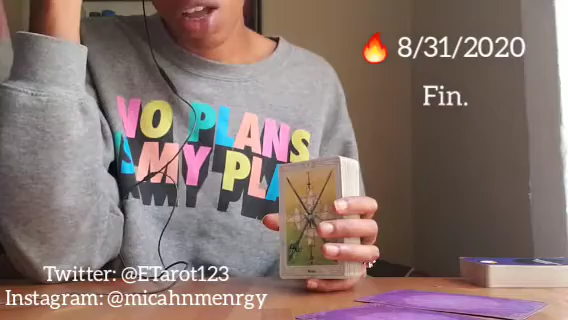 🔥 8/31/2020
Fin.
NO PLANS
MY PLA
Twitter: @ETarot123
Instagram: @micahnmenrgy